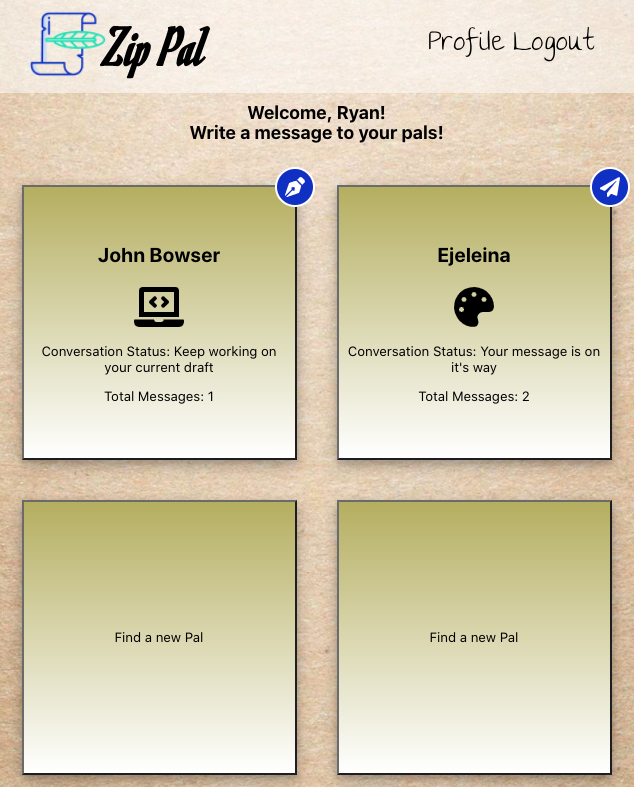 Zip Pal
Profile Logout
Welcome, Ryan!
Write a message to your pals!
John Bowser
Conversation Status: Keep working on
your current draft
Total Messages: 1
Ejeleina
Conversation Status: Your message is on
it's way
Total Messages: 2
Find a new Pal
Find a new Pal